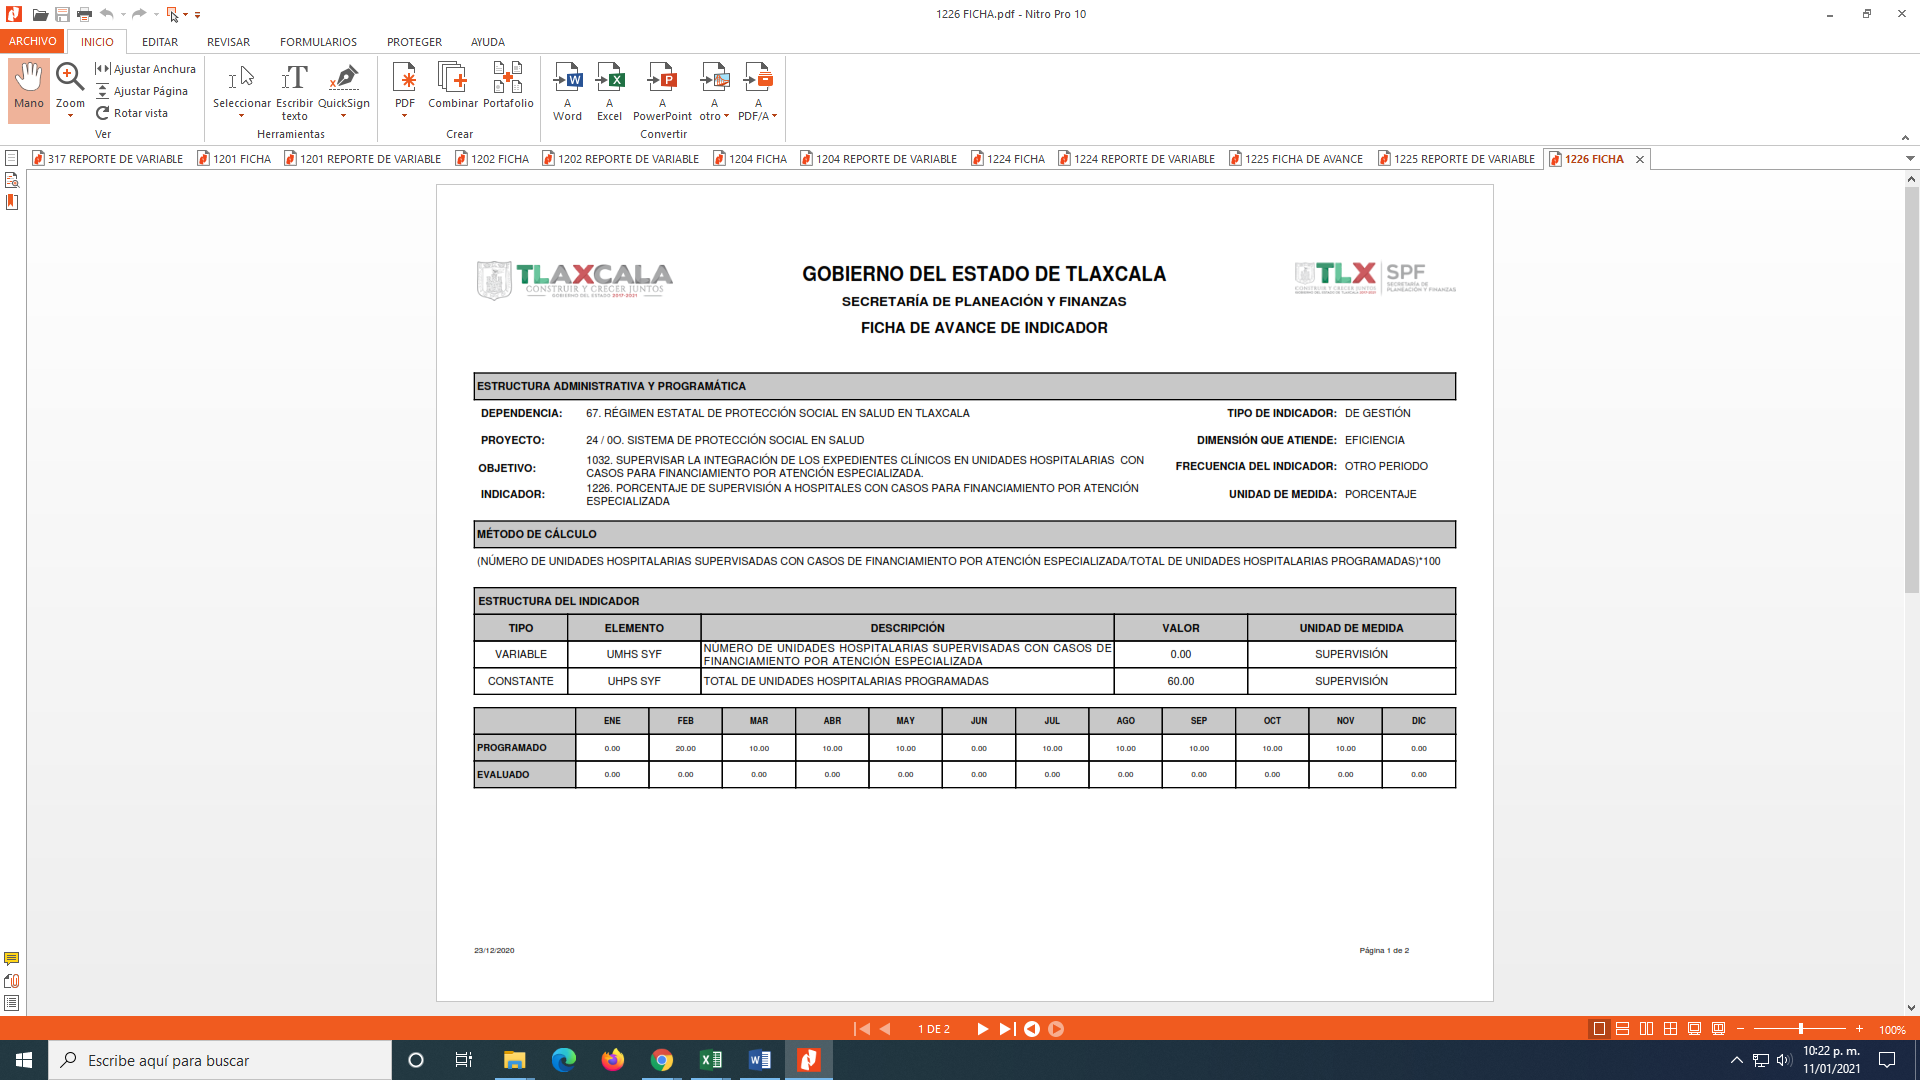 1226 FICHA.pdf - Nitro Pro 10
ARCHIVO INICIO EDITAR REVISAR FORMULARIOS PROTEGER AYUDA
Mano Zoom Ajustar Anchura
Ajustar Página
Rotar vista
Ver
Seleccionar Escribir texto QuickSign
Herramientas
PDF Combinar Portafolio
Crear
A Word A Excel A PowerPoint A otro A PDF/A
Convertir
317 REPORTE DE VARIABLE 1201 FICHA 1201 REPORTE DE VARIABLE 1202 FICHA 1202 REPORTE DE VARIABLE 1204 FICHA 1204 REPORTE DE VARIABLE 1224 FICHA 1224 REPORTE DE VARIABLE 1225 FICHA DE AVANCE 1225 REPORTE DE VARIABLE 1226 FICHA
TLAXCALA
CONSTRUIR Y CRECER JUNTOS
GOBIERNO DEL ESTADO 2017-2021
GOBIERNO DEL ESTADO DE TLAXCALA
SECRETARÍA DE PLANEACIÓN Y FINANZAS
FICHA DE AVANCE DE INDICADOR
TLX
CONSTRUIR Y CRECER JUNTOS
SPF
SECRETARÍA DE
PLANEACIÓN Y FINANZAS
ESTRUCTURA ADMINISTRATIVA Y PROGRAMÁTICA
DEPENDENCIA: 67. RÉGIMEN ESTATAL DE PROTECCIÓN SOCIAL EN SALUD EN TLAXCALA TIPO DE INDICADOR: DE GESTIÓN
PROYECTO: 24 / 0O. SISTEMA DE PROTECCIÓN SOCIAL EN SALUD DIMENSIÓN QUE ATIENDE: EFICIENCIA
OBJETIVO: 1032. SUPERVISAR LA INTEGRACIÓN DE LOS EXPEDIENTES CLÍNICOS EN UNIDADES HOSPITALARIAS CON
CASOS PARA FINANCIAMIENTO POR ATENCIÓN ESPECIALIZADA. FRECUENCIA DEL INDICADOR: OTRO PERIODO
INDICADOR: 1226. PORCENTAJE DE SUPERVISIÓN A HOSPITALES CON CASOS PARA FINANCIAMIENTO POR ATENCIÓN
ESPECIALIZADA UNIDAD DE MEDIDA: PORCENTAJE
MÉTODO DE CÁLCULO
(NÚMERO DE UNIDADES HOSPITALARIAS SUPERVISADAS CON CASOS DE FINANCIAMIENTO POR ATENCIÓN ESPECIALIZADA/TOTAL DE UNIDADES HOSPITALARIAS PROGRAMADAS)*100
ESTRUCTURA DEL INDICADOR
TIPO ELEMENTO DESCRIPCIÓN VALOR UNIDAD DE MEDIDA
VARIABLE UMHS SYF NÚMERO DE UNIDADES HOSPITALARIAS SUPERVISADAS CON CASOS DE
FINANCIAMIENTO POR ATENCIÓN ESPECIALIZADA 0.00 SUPERVISIÓN
CONSTANTE UHPS SYF TOTAL DE UNIDADES HOSPITALARIAS PROGRAMADAS 60.00 SUPERVISIÓN
ENE FEB MAR ABR MAY JUN JUL AGO SEP OCT NOV DIC
PROGRAMADO 0.00 20.00 10.00 10.00 10.00 0.00 10.00 10.00 10.00 10.00 10.00 0.00
EVALUADO 0.00 0.00 0.00 0.00 0.00 0.00 0.00 0.00 0.00 0.00 0.00 0.00
23/12/2020 Página 1 de 2
1 DE 2 100%
Escribe aquí para buscar
10:22 p. m.
11/01/2021